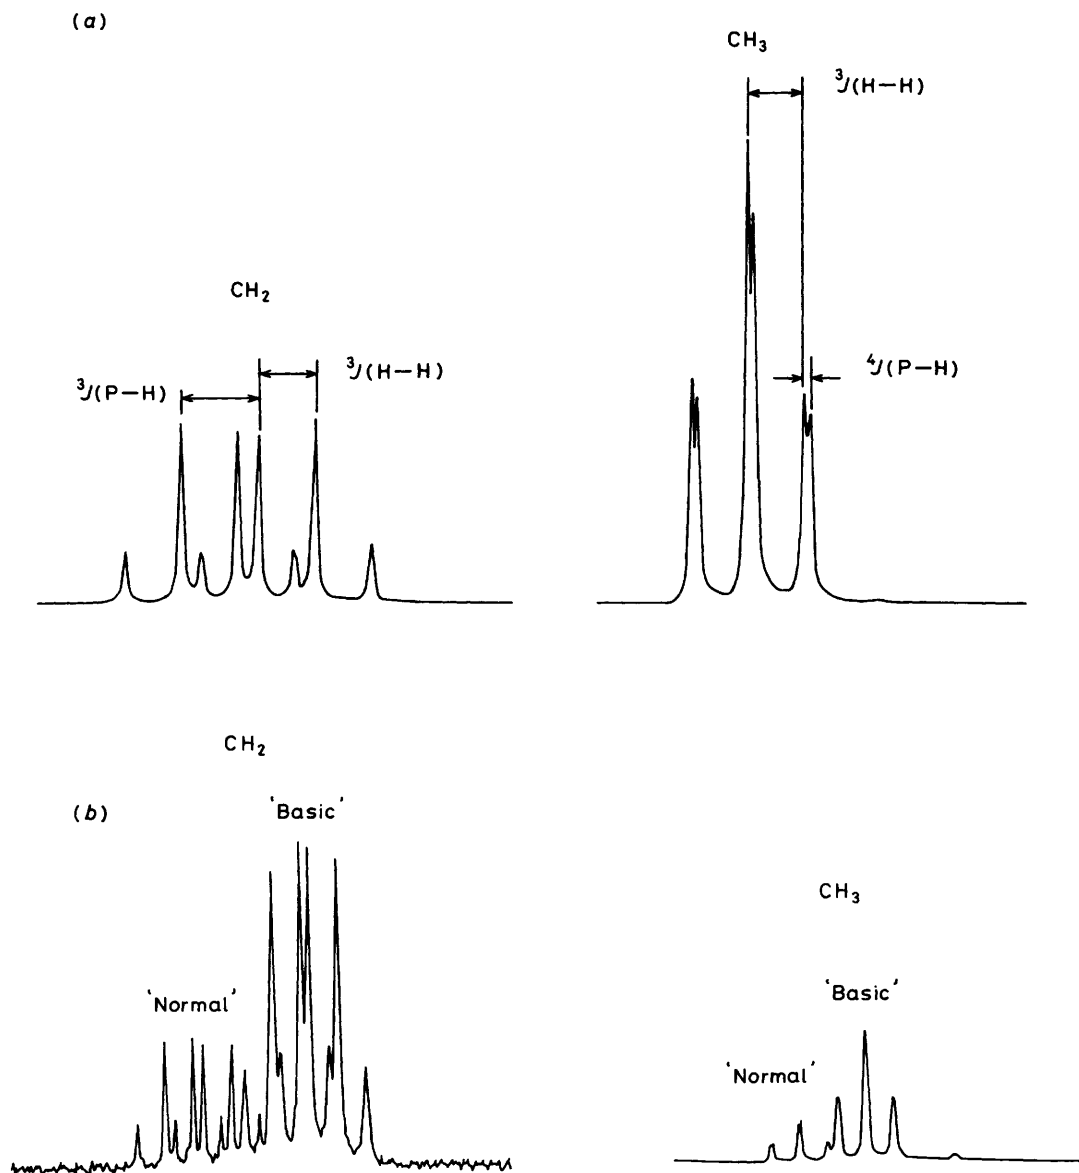 (a)
CH₃
³J(H—H)
CH₂
³J(P—H)
³J(H—H)
⁴J(P—H)
CH₂
(b)
'Basic'
'Normal'
CH₃
'Basic'
'Normal'